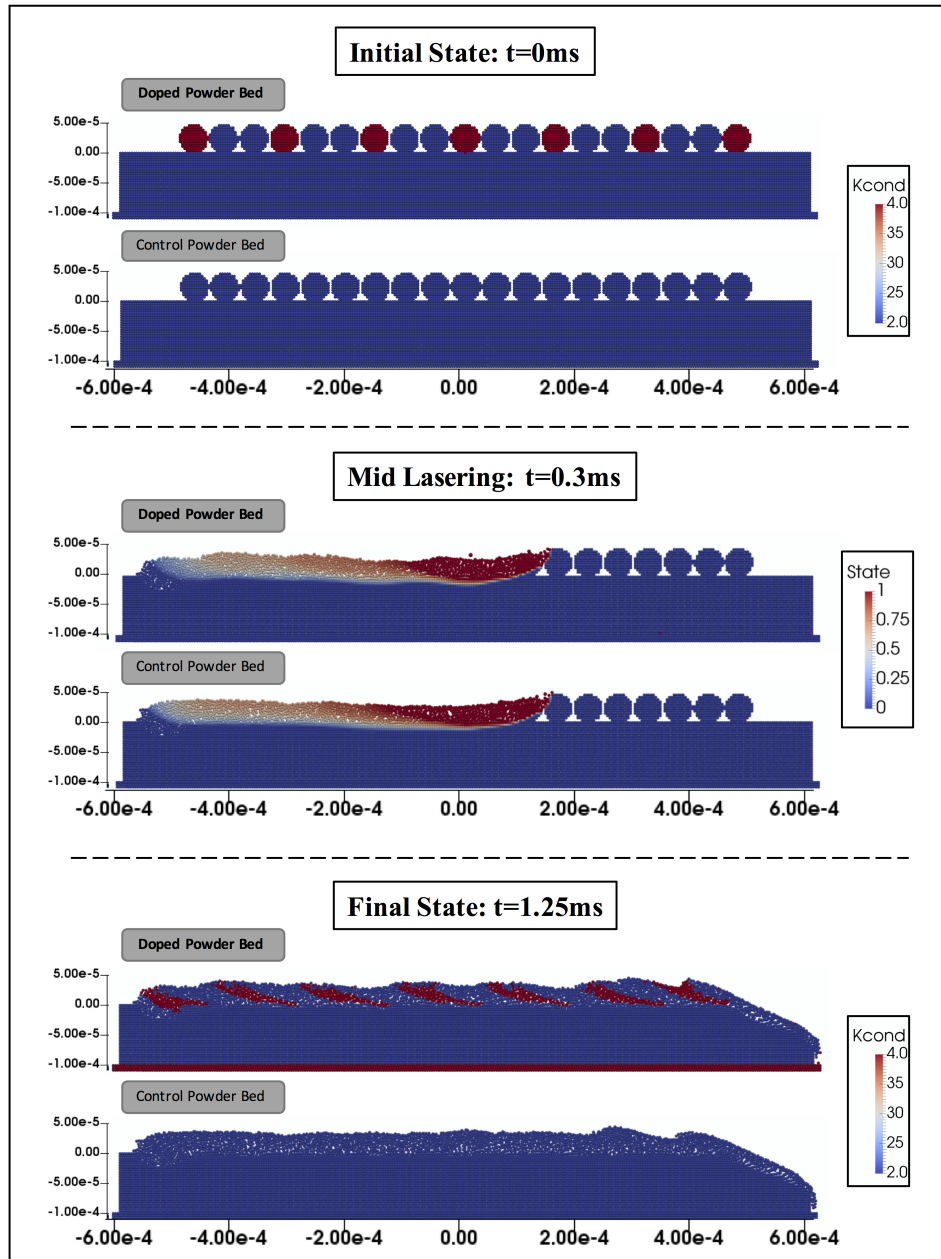 Initial State: t=0ms
Doped Powder Bed
5.00e-5
0.00
-5.00e-5
-1.00e-4
Control Powder Bed
5.00e-5
0.00
-5.00e-5
-1.00e-4
-6.00e-4 -4.00e-4 -2.00e-4 0.00 2.00e-4 4.00e-4 6.00e-4
Kcond
4.0
35
30
25
2.0
Mid Lasering: t=0.3ms
Doped Powder Bed
5.00e-5
0.00
-5.00e-5
-1.00e-4
Control Powder Bed
5.00e-5
0.00
-5.00e-5
-1.00e-4
-6.00e-4 -4.00e-4 -2.00e-4 0.00 2.00e-4 4.00e-4 6.00e-4
State
1
0.75
0.5
0.25
0
Final State: t=1.25ms
Doped Powder Bed
5.00e-5
0.00
-5.00e-5
-1.00e-4
Control Powder Bed
5.00e-5
0.00
-5.00e-5
-1.00e-4
-6.00e-4 -4.00e-4 -2.00e-4 0.00 2.00e-4 4.00e-4 6.00e-4
Kcond
4.0
35
30
25
2.0